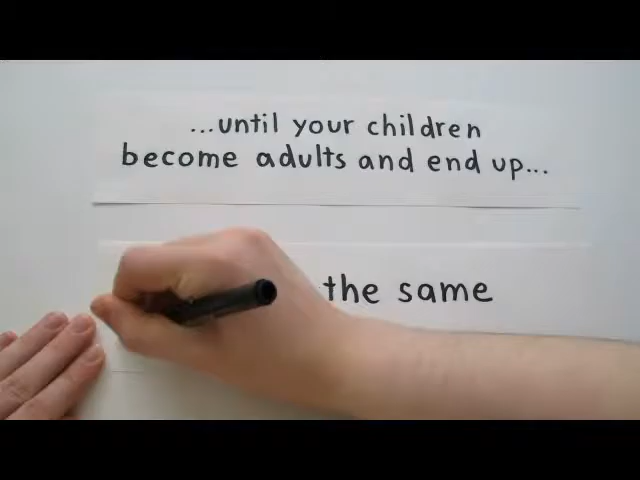 ...until your children
become adults and end up...
the same